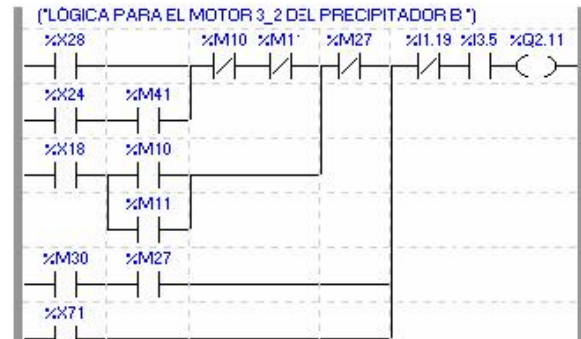 (*LOGICA PARA EL MOTOR 3_2 DEL PRECIPITADOR B *)
%X28 %M10 %M11 %M27 %I1.19 %I3.5 %Q2.11
%X24 %M41
%X18 %M10
%M11
%M30 %M27
%X71